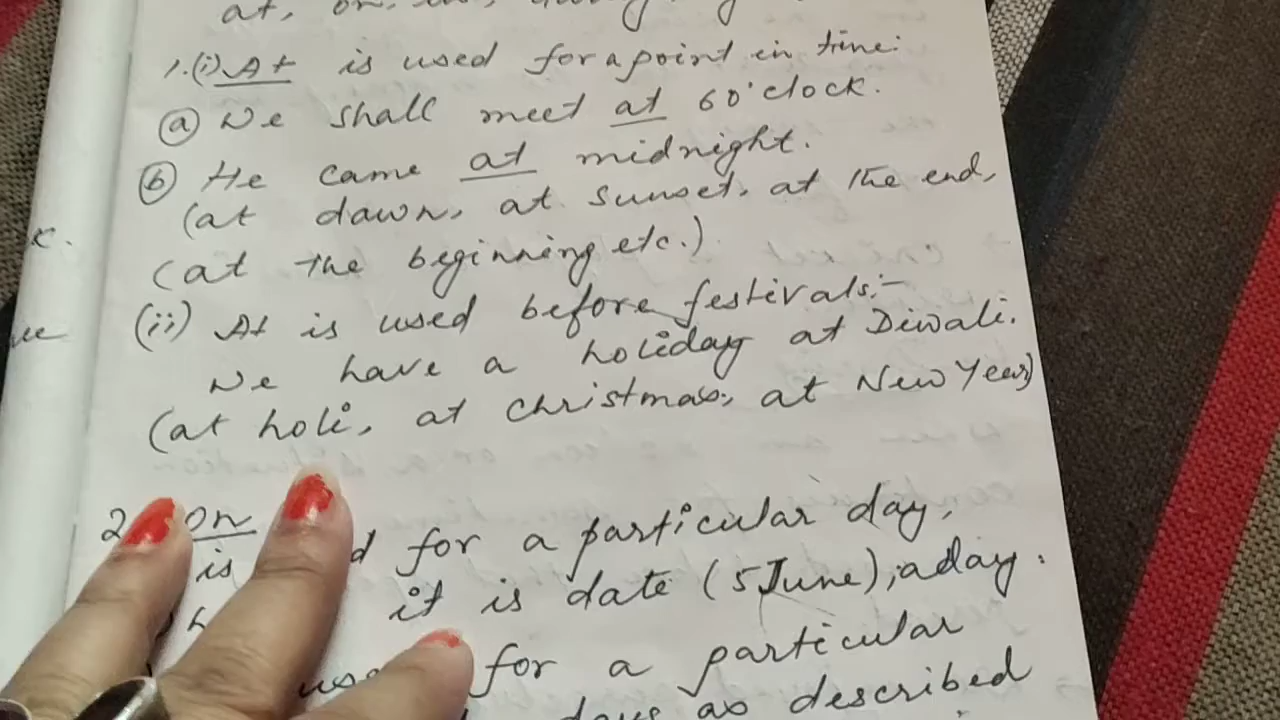 at, on, in,
1.(i) At is used for a point in time:
(a) We shall meet at 6 o'clock.
(b) He came at midnight.
(at dawn, at sunset, at the end,
(at the beginning etc.)
(ii) At is used before festivals:-
We have a holiday at Diwali.
(at holi, at christmas, at New Year)
2 on
is for a particular day,
it is date (5 June), a day.
for a particular
days as described